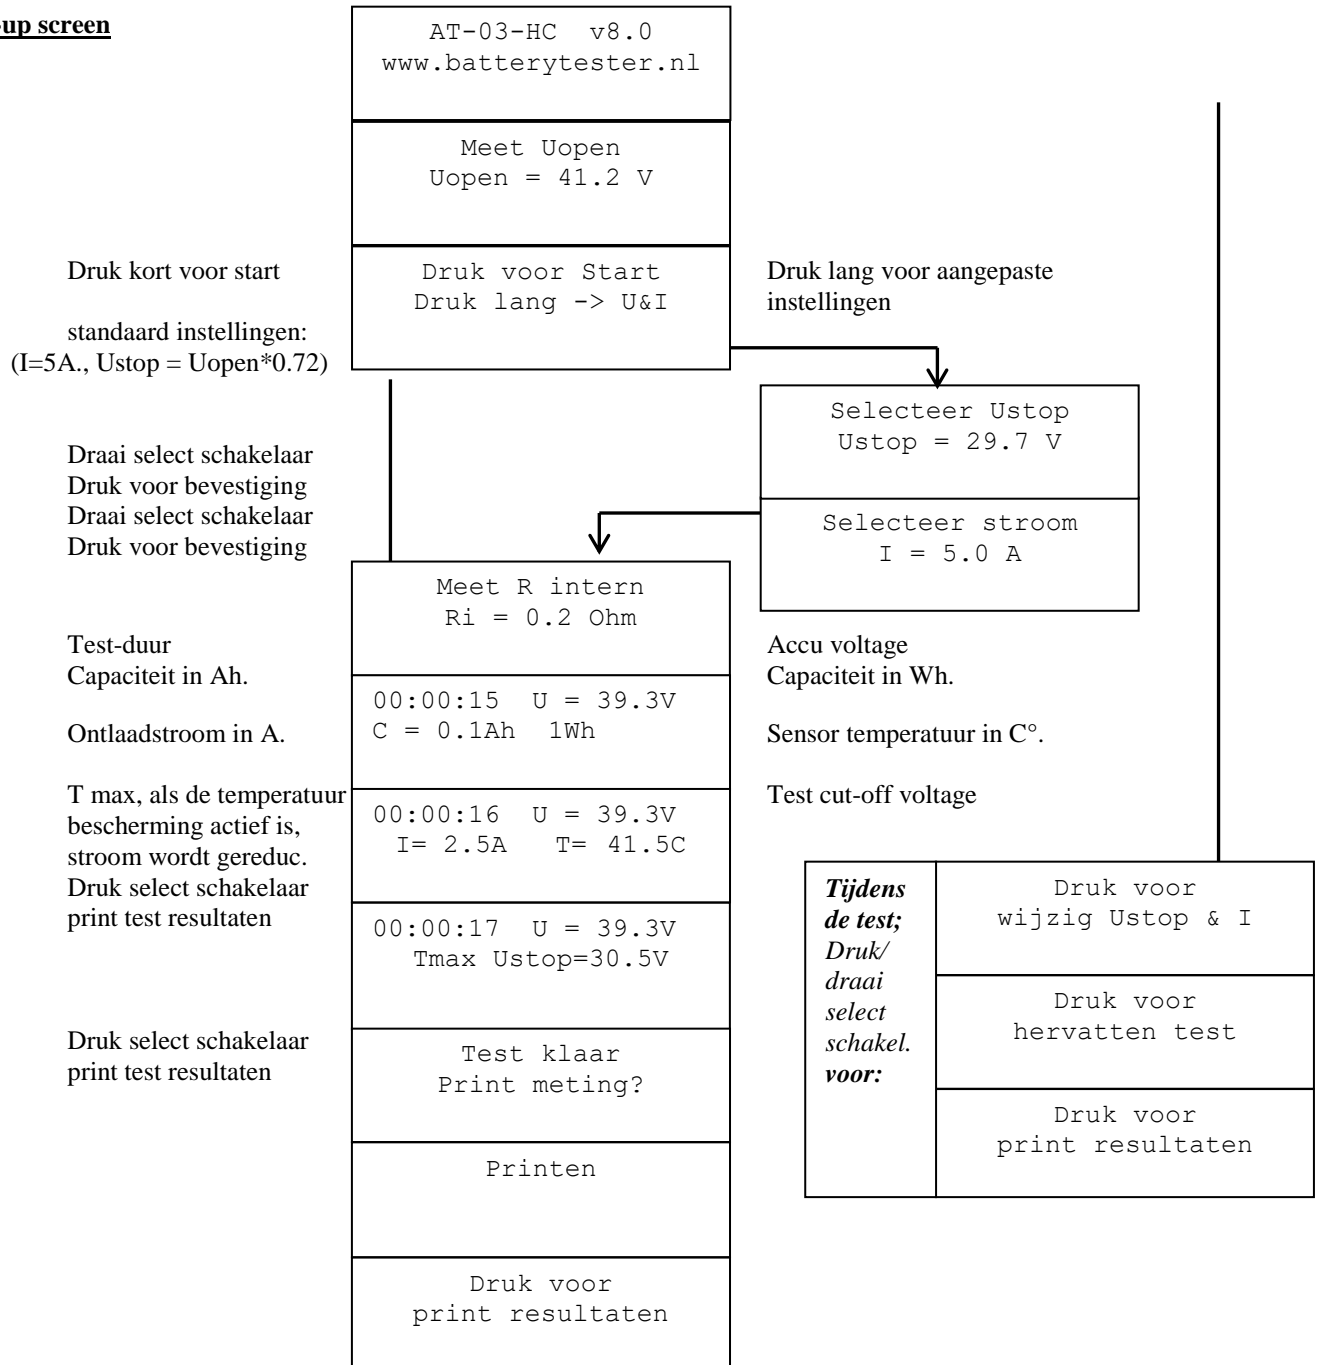 up screen
AT-03-HC v8.0
www.batterytester.nl
Meet Uopen
Uopen = 41.2 V
Druk kort voor start
standaard instellingen:
(I=5A., Ustop = Uopen*0.72)
Druk voor Start
Druk lang -> U&I
Druk lang voor aangepaste
instellingen
Selecteer Ustop
Ustop = 29.7 V
Draai select schakelaar
Druk voor bevestiging
Draai select schakelaar
Druk voor bevestiging
Selecteer stroom
I = 5.0 A
Meet R intern
Ri = 0.2 Ohm
Test-duur
Capaciteit in Ah.
Accu voltage
Capaciteit in Wh.
00:00:15 U = 39.3V
C = 0.1Ah 1Wh
Ontlaadstroom in A.
Sensor temperatuur in C°.
T max, als de temperatuur
bescherming actief is,
stroom wordt gereduc.
Druk select schakelaar
print test resultaten
00:00:16 U = 39.3V
I= 2.5A T= 41.5C
Test cut-off voltage
00:00:17 U = 39.3V
Tmax Ustop=30.5V
Druk select schakelaar
print test resultaten
Test klaar
Print meting?
Printen
Druk voor
print resultaten
Tijdens
de test;
Druk/
draai
select
schakel.
voor:
Druk voor
wijzig Ustop & I
Druk voor
hervatten test
Druk voor
print resultaten